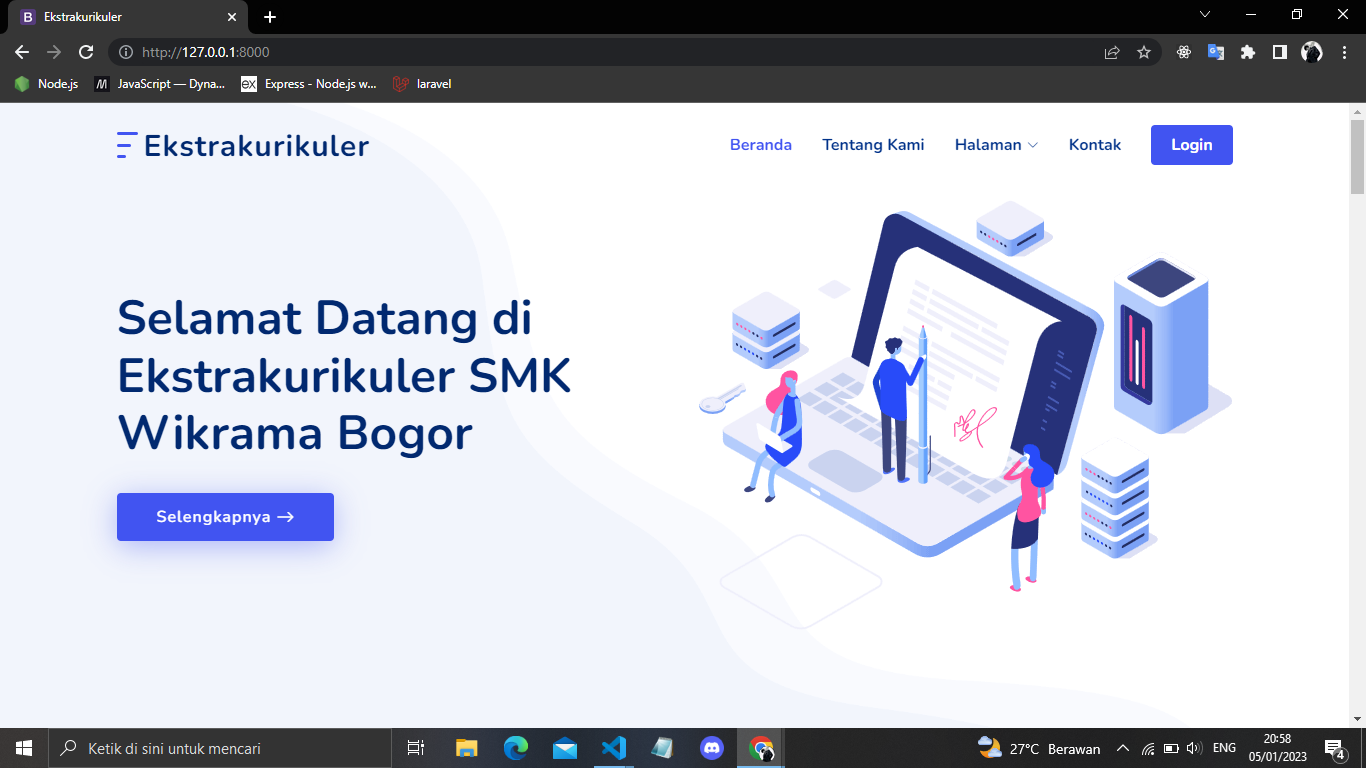 Ekstrakurikuler
http://127.0.0.1:8000
Node.js
JavaScript — Dyna...
Express - Node.js w...
laravel
Ekstrakurikuler
Beranda
Tentang Kami
Halaman
Kontak
Login
Selamat Datang di
Ekstrakurikuler SMK
Wikrama Bogor
Selengkapnya →
Ketik di sini untuk mencari
27°C Berawan
ENG
20:58
05/01/2023
4